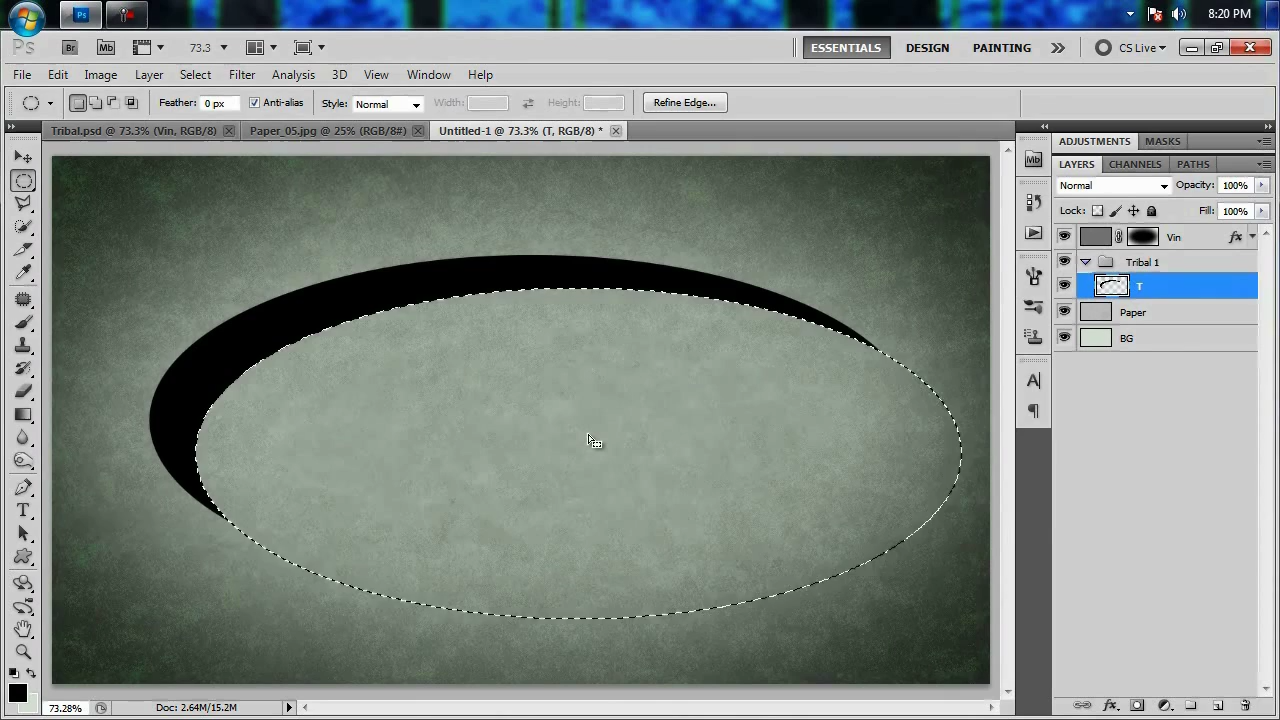 Ps 8:20 PM
Ps Br Mb 73.3 ESSENTIALS DESIGN PAINTING CS Live
File Edit Image Layer Select Filter Analysis 3D View Window Help
Feather: 0 px Anti-alias Style: Normal Width: Height: Refine Edge...
Tribal.psd @ 73.3% (Vin, RGB/8) Paper_05.jpg @ 25% (RGB/8#) Untitled-1 @ 73.3% (T, RGB/8) *
ADJUSTMENTS MASKS
Mb
LAYERS CHANNELS PATHS
Normal Opacity: 100%
Lock: Fill: 100%
Vin fx
Tribal 1
T
Paper
BG
A
T
73.28% Doc: 2.64M/15.2M fx